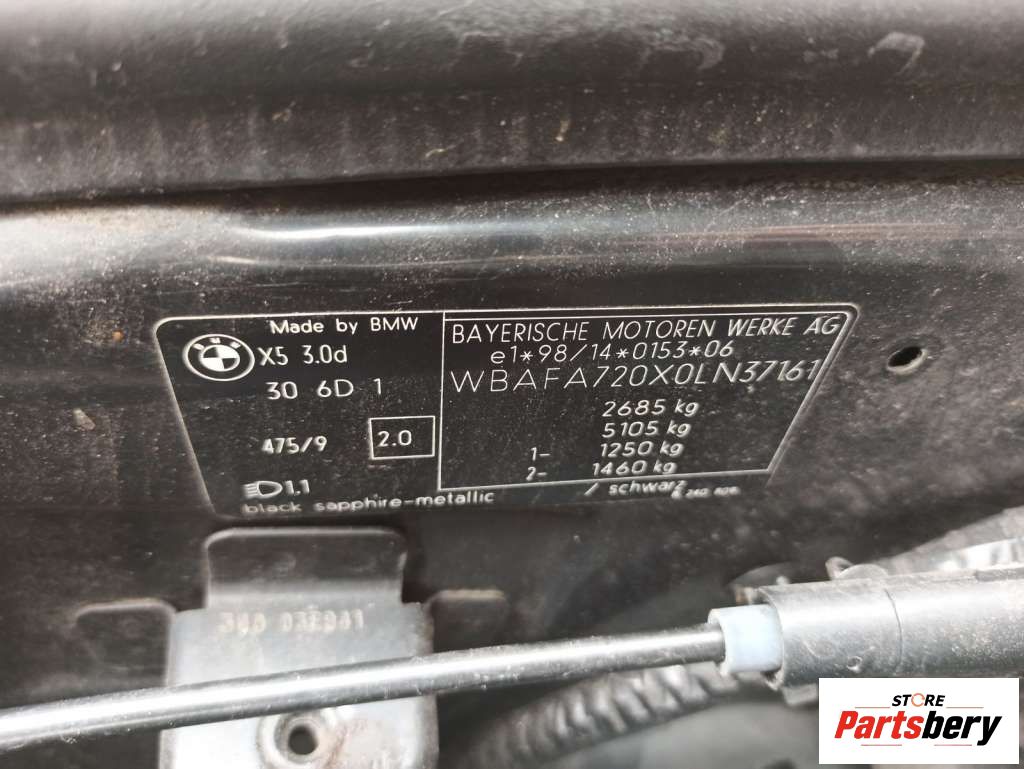 Made by BMW
BMW
X5 3.0d
30 6D 1
475/9
2.0
1.1
black sapphire-metallic
BAYERISCHE MOTOREN WERKE AG
e1*98/14*0153*06
WBAFA720X0LN37161
2685 kg
5105 kg
1- 1250 kg
2- 1460 kg
/ schwarz
STORE
Partsbery